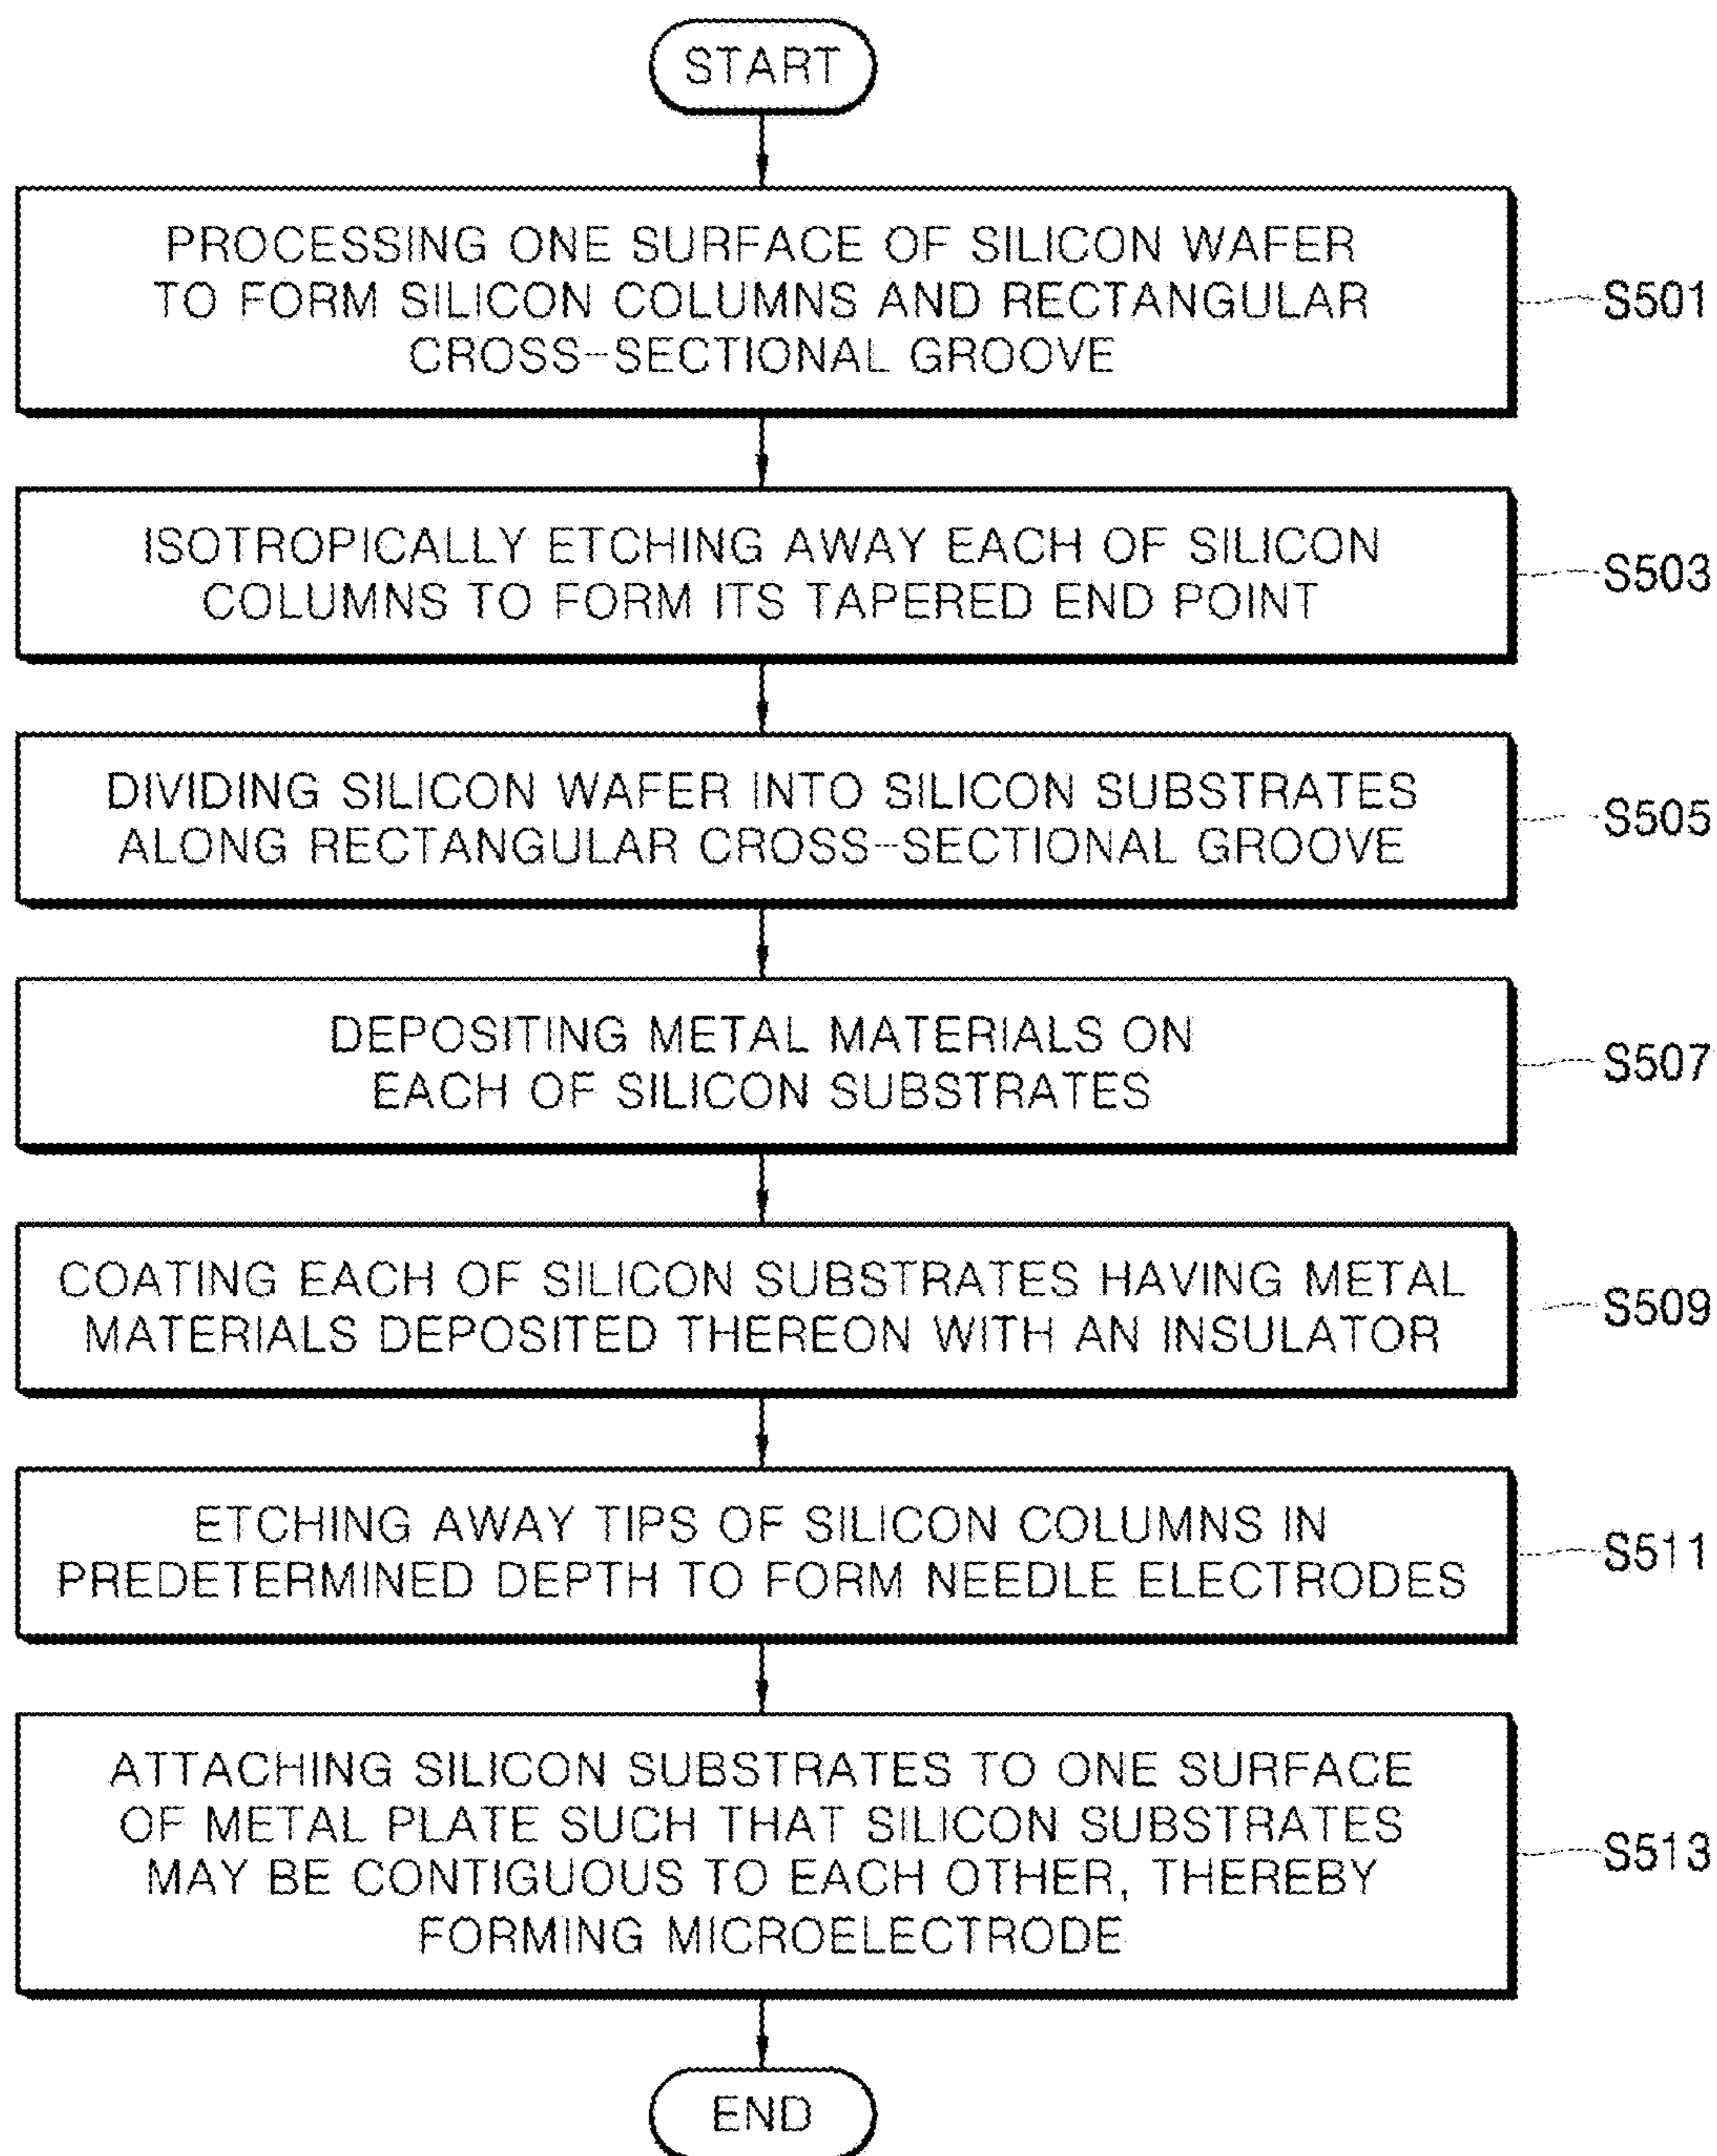 START
PROCESSING ONE SURFACE OF SILICON WAFER
TO FORM SILICON COLUMNS AND RECTANGULAR
CROSS-SECTIONAL GROOVE
S501
ISOTROPICALLY ETCHING AWAY EACH OF SILICON
COLUMNS TO FORM ITS TAPERED END POINT
S503
DIVIDING SILICON WAFER INTO SILICON SUBSTRATES
ALONG RECTANGULAR CROSS-SECTIONAL GROOVE
S505
DEPOSITING METAL MATERIALS ON
EACH OF SILICON SUBSTRATES
S507
COATING EACH OF SILICON SUBSTRATES HAVING METAL
MATERIALS DEPOSITED THEREON WITH AN INSULATOR
S509
ETCHING AWAY TIPS OF SILICON COLUMNS IN
PREDETERMINED DEPTH TO FORM NEEDLE ELECTRODES
S511
ATTACHING SILICON SUBSTRATES TO ONE SURFACE
OF METAL PLATE SUCH THAT SILICON SUBSTRATES
MAY BE CONTIGUOUS TO EACH OTHER, THEREBY
FORMING MICROELECTRODE
S513
END